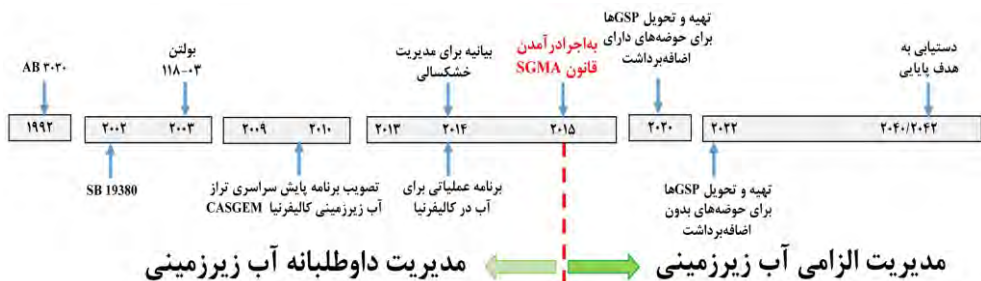 AB ۳۰۳۰
بولتن
۱۱۸-۰۳
بیانیه برای مدیریت
خشکسالی
به‌اجرا درآمدن
قانون SGMA
تهیه و تحویل GSPها
برای حوضه‌های دارای
اضافه‌برداشت
دستیابی به
هدف پایایی
۱۹۹۲
۲۰۰۲
۲۰۰۳
۲۰۰۹
۲۰۱۰
۲۰۱۳
۲۰۱۴
۲۰۱۵
۲۰۲۰
۲۰۲۲
۲۰۴۰/۲۰۴۲
SB 19380
تصویب برنامه پایش سراسری تراز
آب زیرزمینی کالیفرنیا CASGEM
برنامه عملیاتی برای
آب در کالیفرنیا
تهیه و تحویل GSPها
برای حوضه‌های بدون
اضافه‌برداشت
مدیریت داوطلبانه آب زیرزمینی
مدیریت الزامی آب زیرزمینی